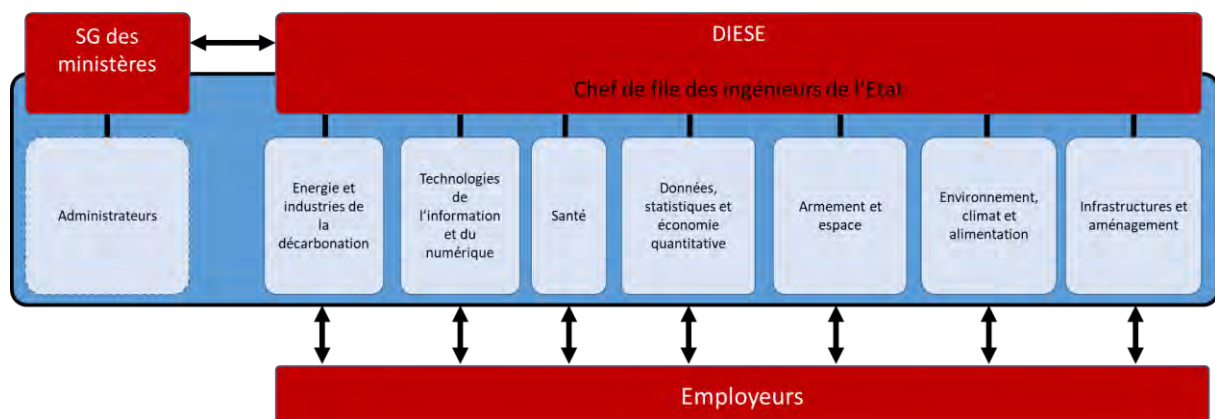 SG des
ministères
DIESE
Chef de file des ingénieurs de l'Etat
Administrateurs
Energie et
industries de
la
décarbonation
Technologies
de
l'information
et du
numérique
Santé
Données,
statistiques et
économie
quantitative
Armement et
espace
Environnement,
climat et
alimentation
Infrastructures et
aménagement
Employeurs